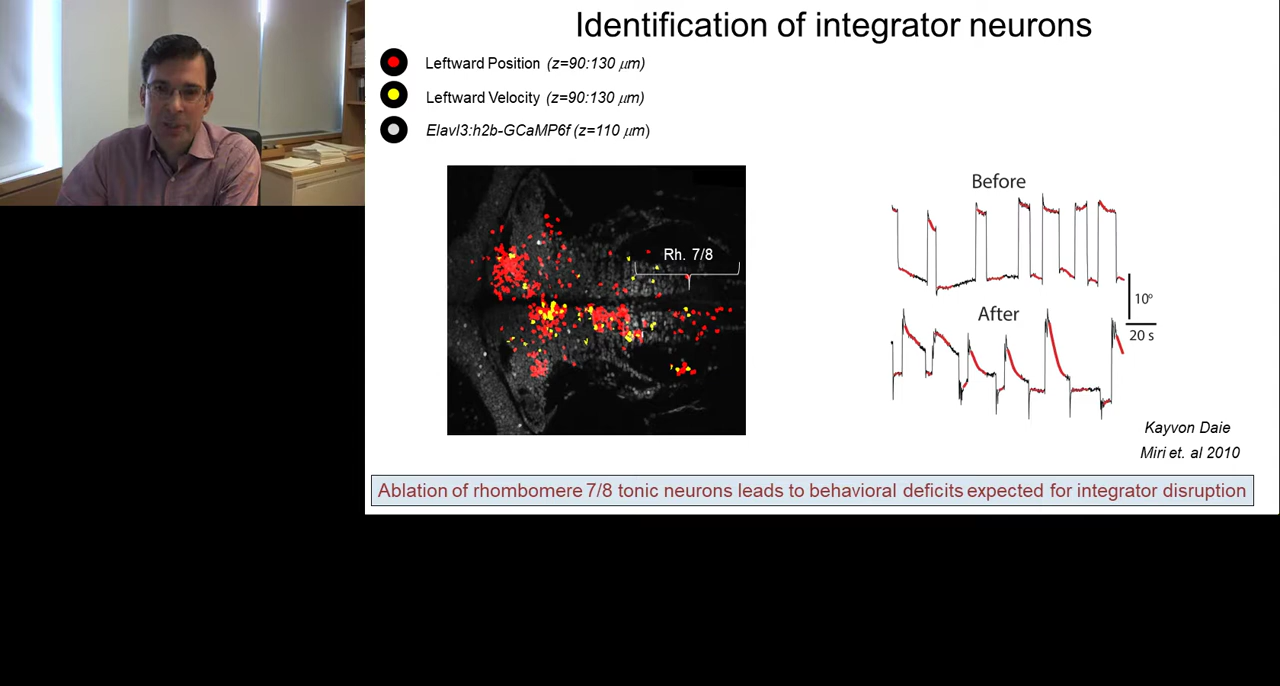 Identification of integrator neurons
Leftward Position (z=90:130 μm)
Leftward Velocity (z=90:130 μm)
Elavl3:h2b-GCaMP6f (z=110 μm)
Rh. 7/8
Before
After
10º
20 s
Kayvon Daie
Miri et. al 2010
Ablation of rhombomere 7/8 tonic neurons leads to behavioral deficits expected for integrator disruption